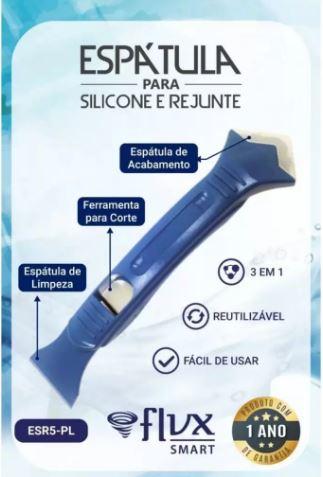 ESPÁTULA
PARA
SILICONE E REJUNTE
Espátula de
Acabamento
Ferramenta
para Corte
Espátula de
Limpeza
3 EM 1
REUTILIZÁVEL
FÁCIL DE USAR
ESR5-PL
flux
SMART
PRODUTO COM
1 ANO
DE GARANTIA